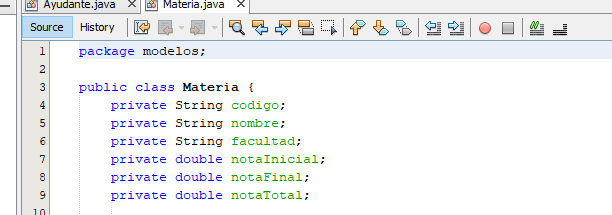 Ayudante.java Materia.java
Source History
1 package modelos;
2
3 public class Materia {
4 private String codigo;
5 private String nombre;
6 private String facultad;
7 private double notaInicial;
8 private double notaFinal;
9 private double notaTotal;
10